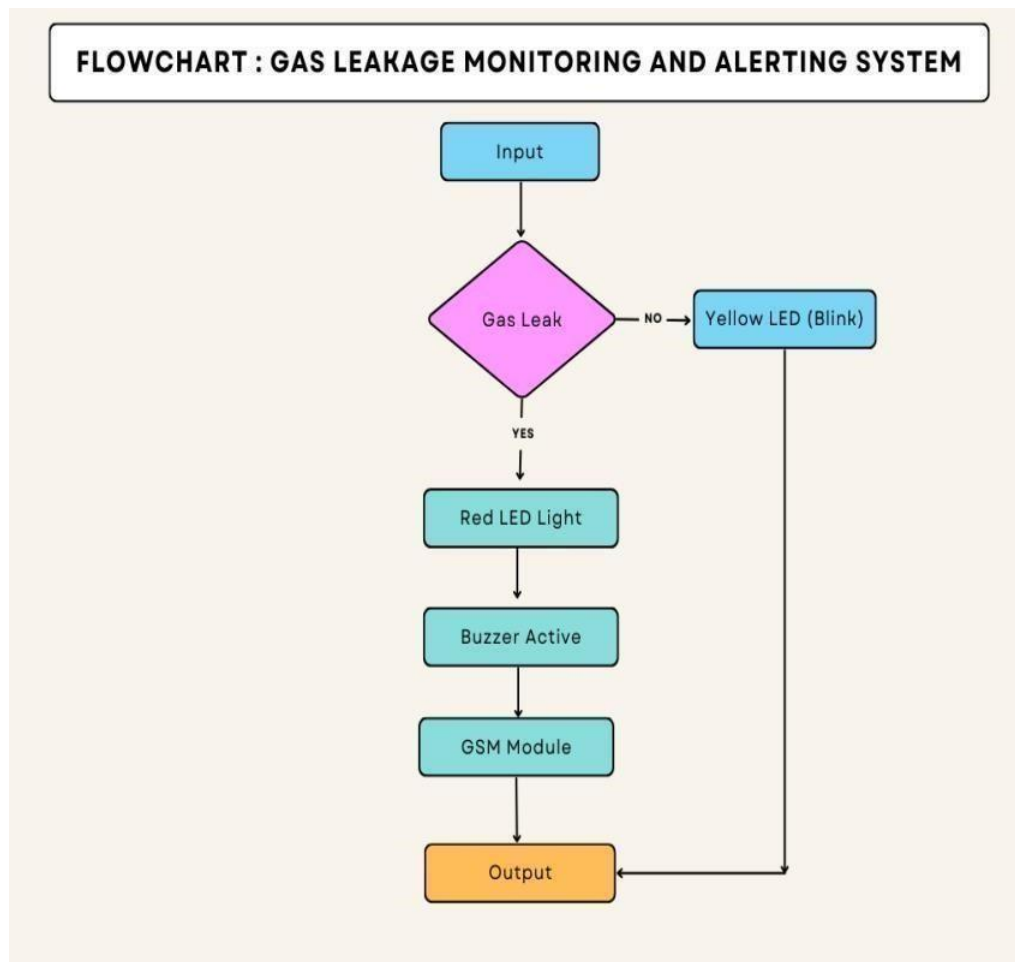 FLOWCHART : GAS LEAKAGE MONITORING AND ALERTING SYSTEM
Input
Gas Leak
NO
Yellow LED (Blink)
YES
Red LED Light
Buzzer Active
GSM Module
Output